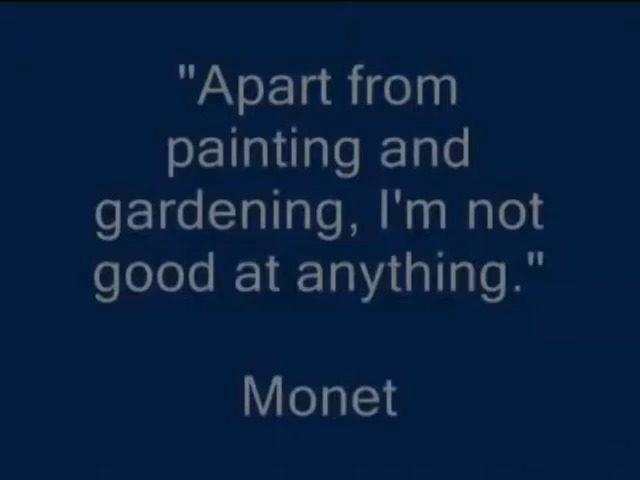 "Apart from
painting and
gardening, I'm not
good at anything."
Monet